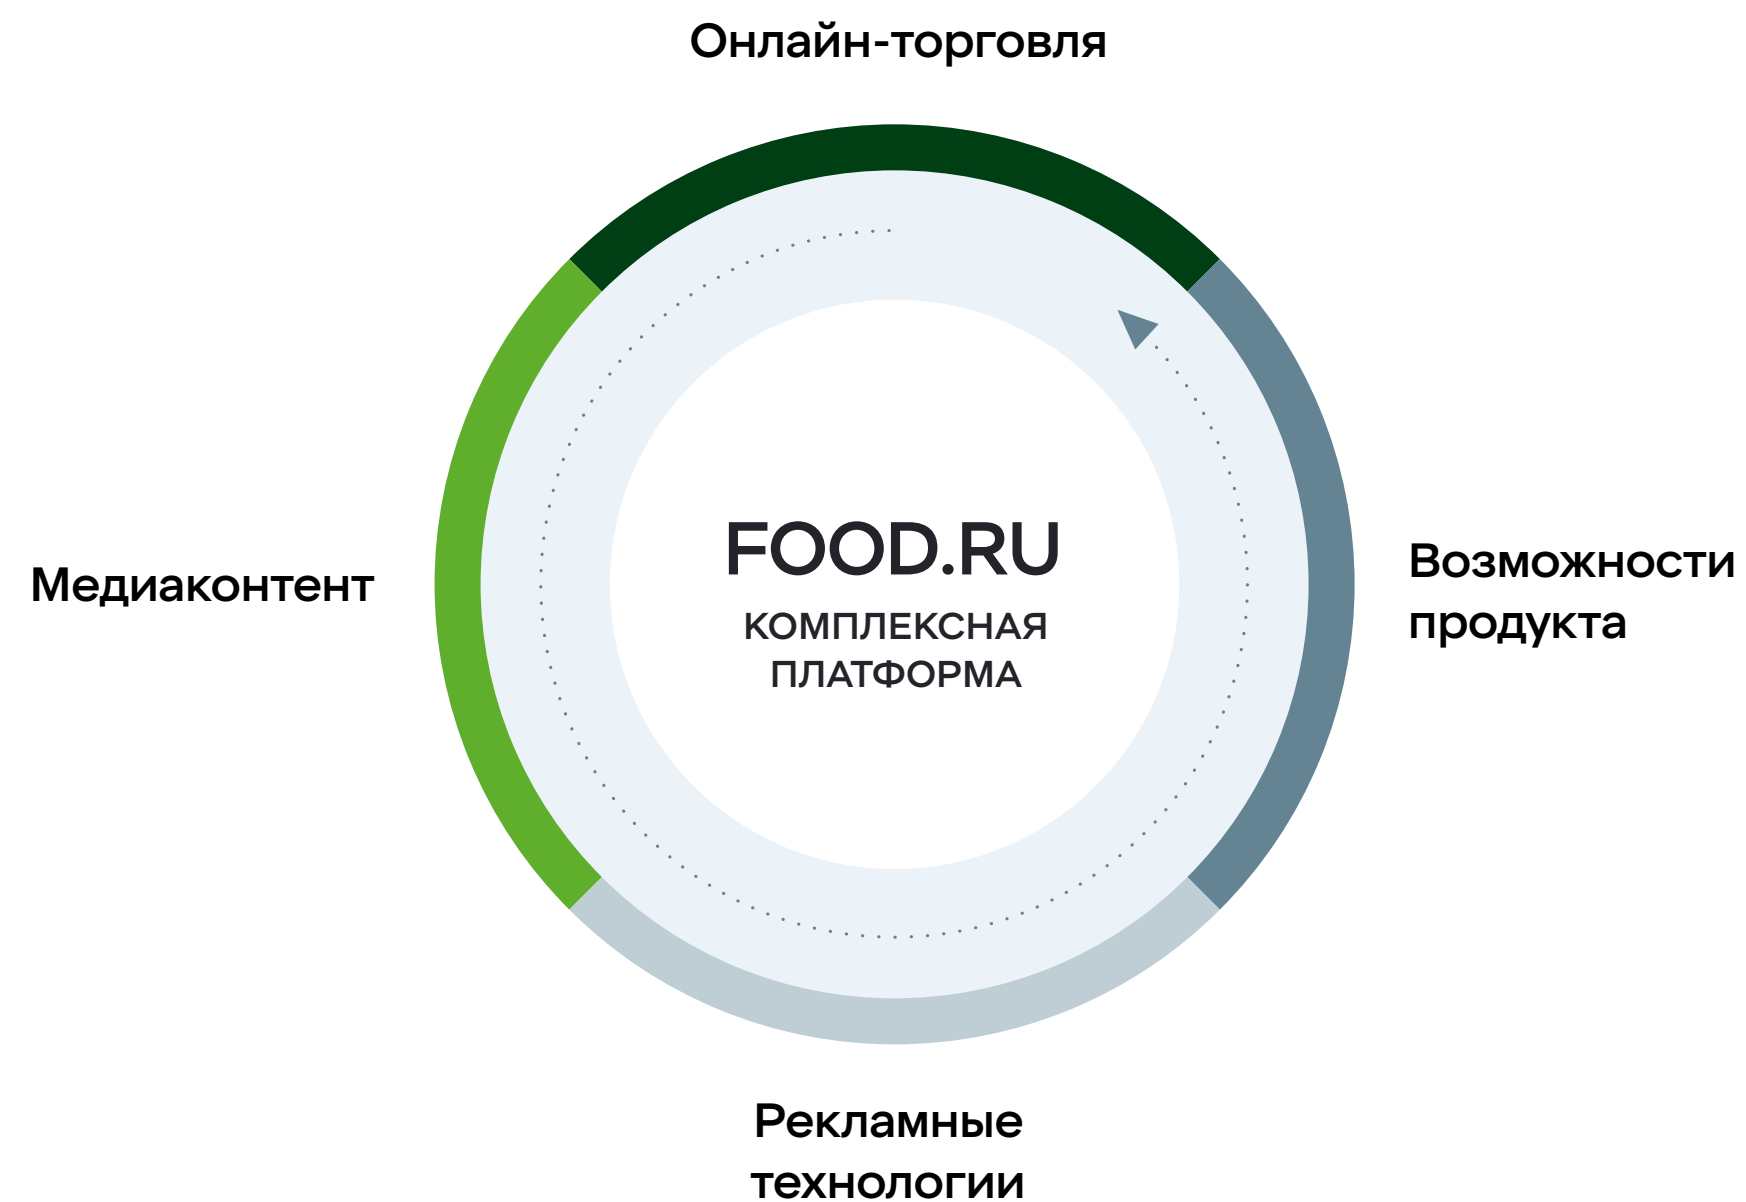 Онлайн-торговля
Медиаконтент
FOOD.RU
КОМПЛЕКСНАЯ
ПЛАТФОРМА
Возможности
продукта
Рекламные
технологии